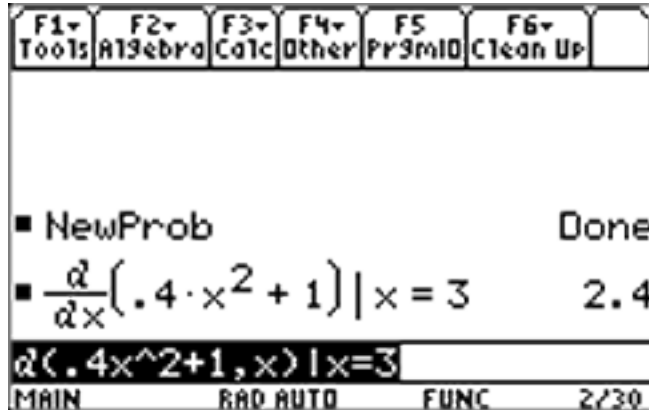 F1▾ F2▾ F3▾ F4▾ F5 F6▾
Tools Algebra Calc Other PrgmIO Clean Up
▪ NewProb Done
▪ d/dx(.4·x² + 1) | x = 3 2.4
d(.4x^2+1,x)|x=3
MAIN RAD AUTO FUNC 2/30